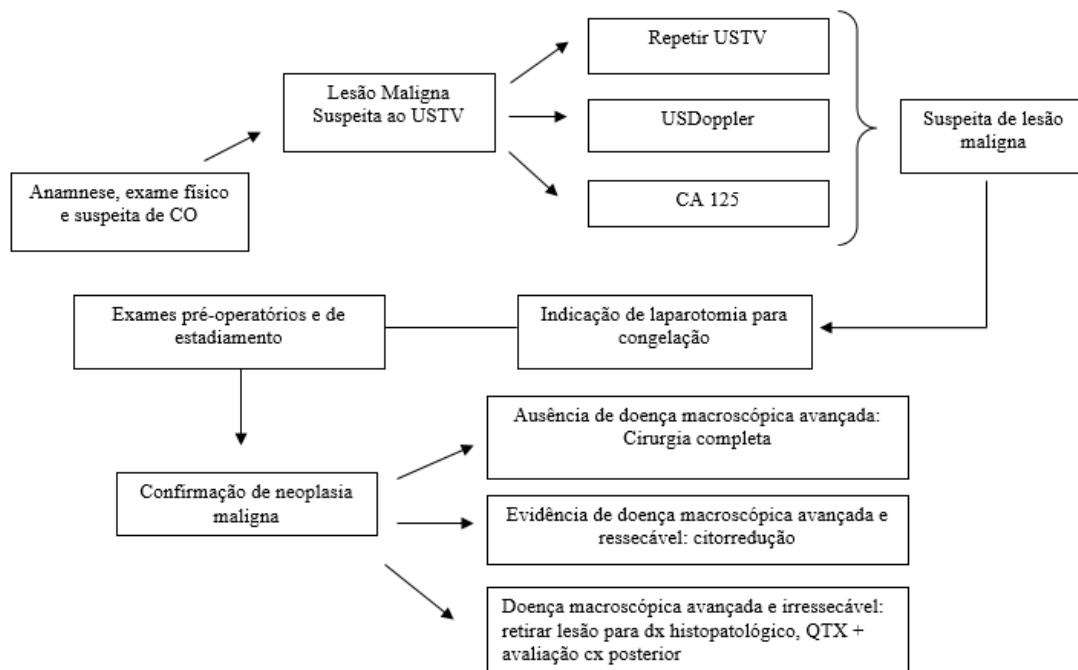 Repetir USTV
Lesão Maligna
Suspeita ao USTV
USDoppler
Suspeita de lesão
maligna
Anamnese, exame físico
e suspeita de CO
CA 125
Exames pré-operatórios e de
estadiamento
Indicação de laparotomia para
congelação
Ausência de doença macroscópica avançada:
Cirurgia completa
Confirmação de neoplasia
maligna
Evidência de doença macroscópica avançada e
ressecável: citorredução
Doença macroscópica avançada e irressecável:
retirar lesão para dx histopatológico, QTX +
avaliação cx posterior